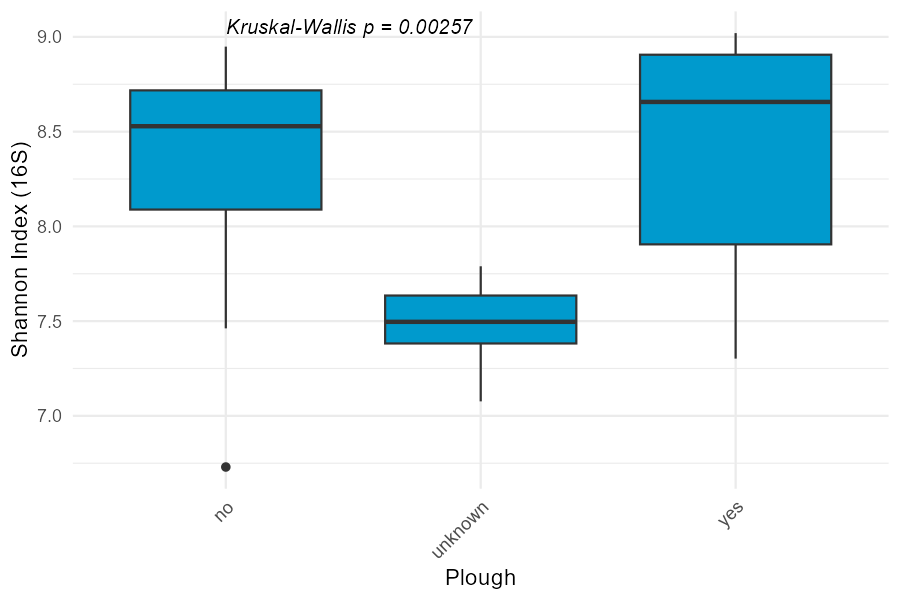 Kruskal-Wallis p = 0.00257
9.0
8.5
8.0
7.5
7.0
Shannon Index (16S)
no
unknown
yes
Plough